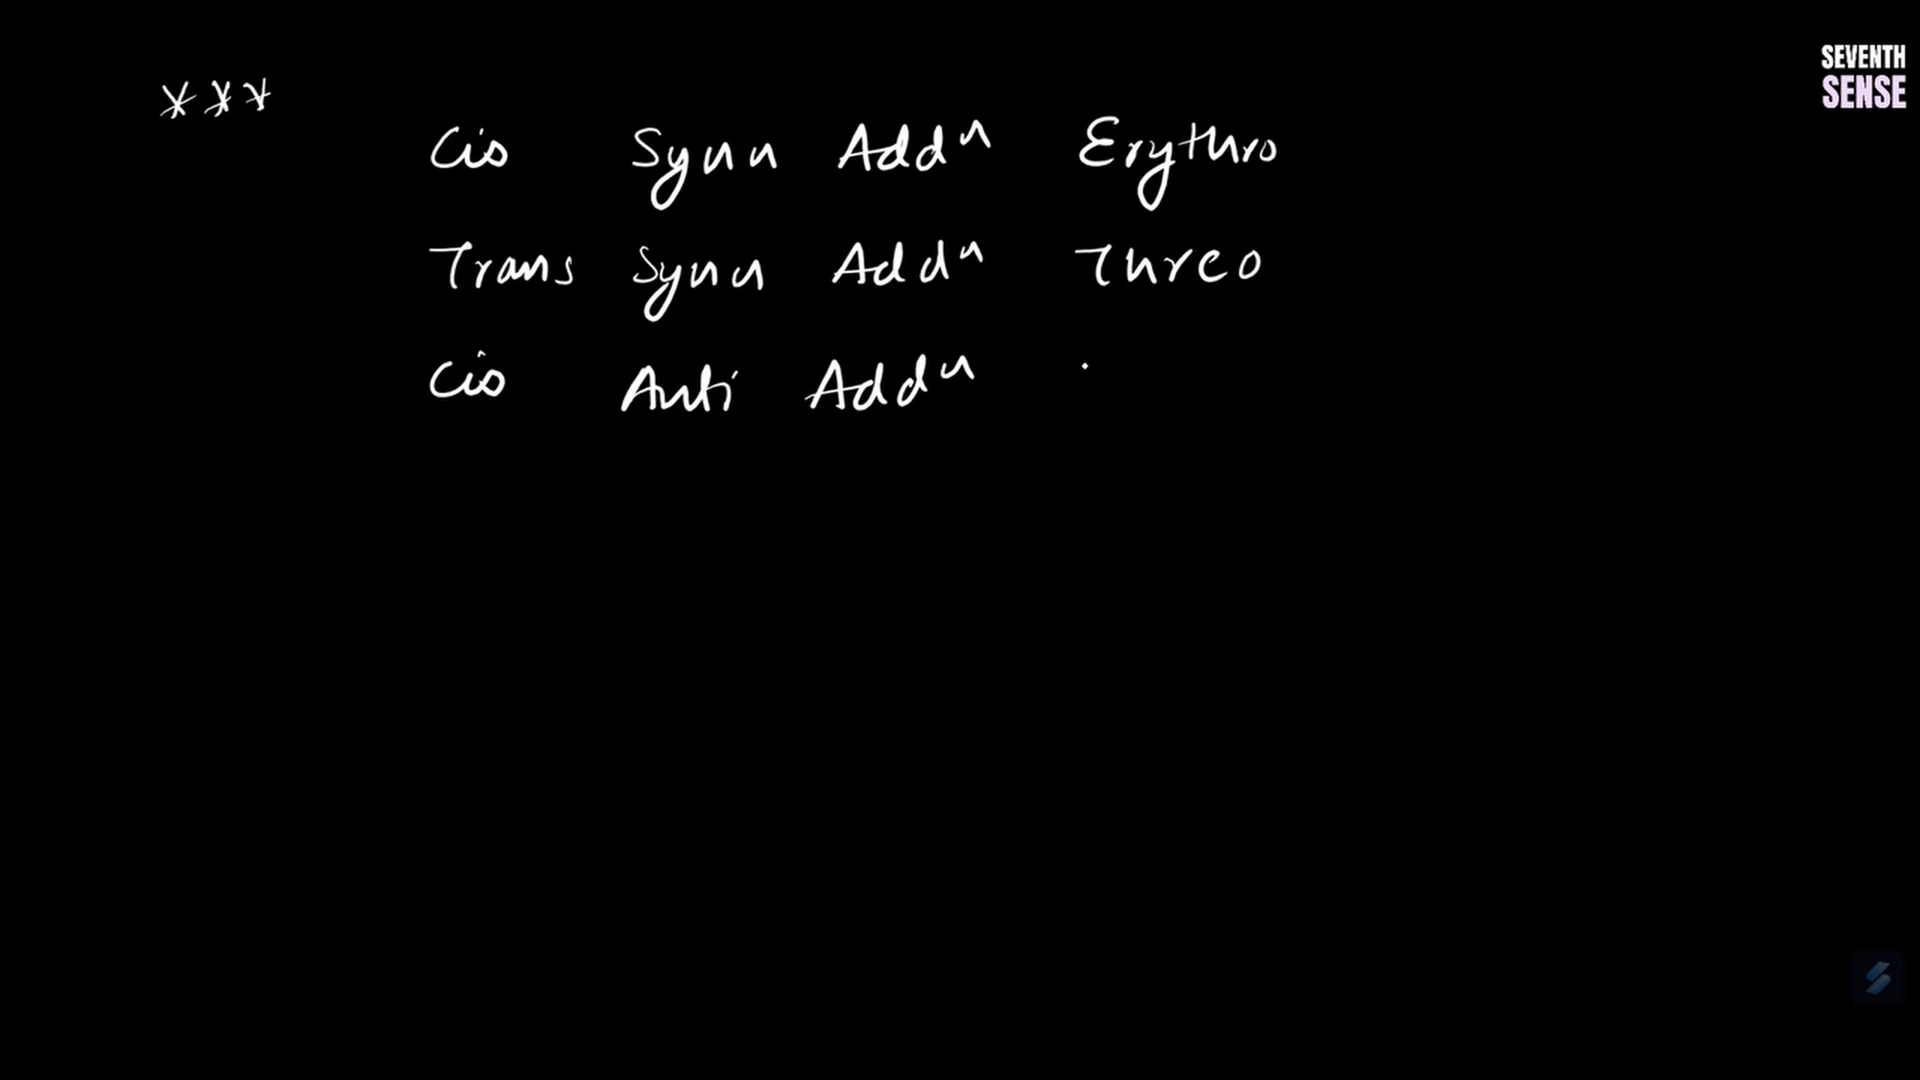 SEVENTH
SENSE
***
Cis Synn Addⁿ Erythro
Trans Synn Addⁿ Threo
Cis Anti Addⁿ